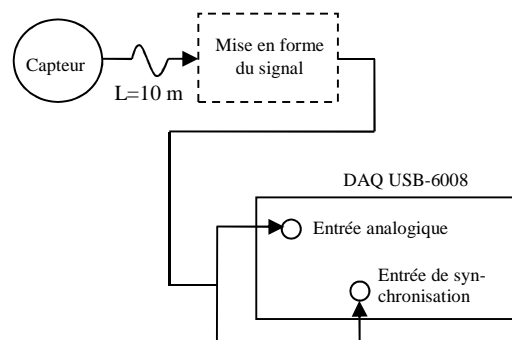 Capteur
Mise en forme
du signal
L=10 m
DAQ USB-6008
Entrée analogique
Entrée de syn-
chronisation